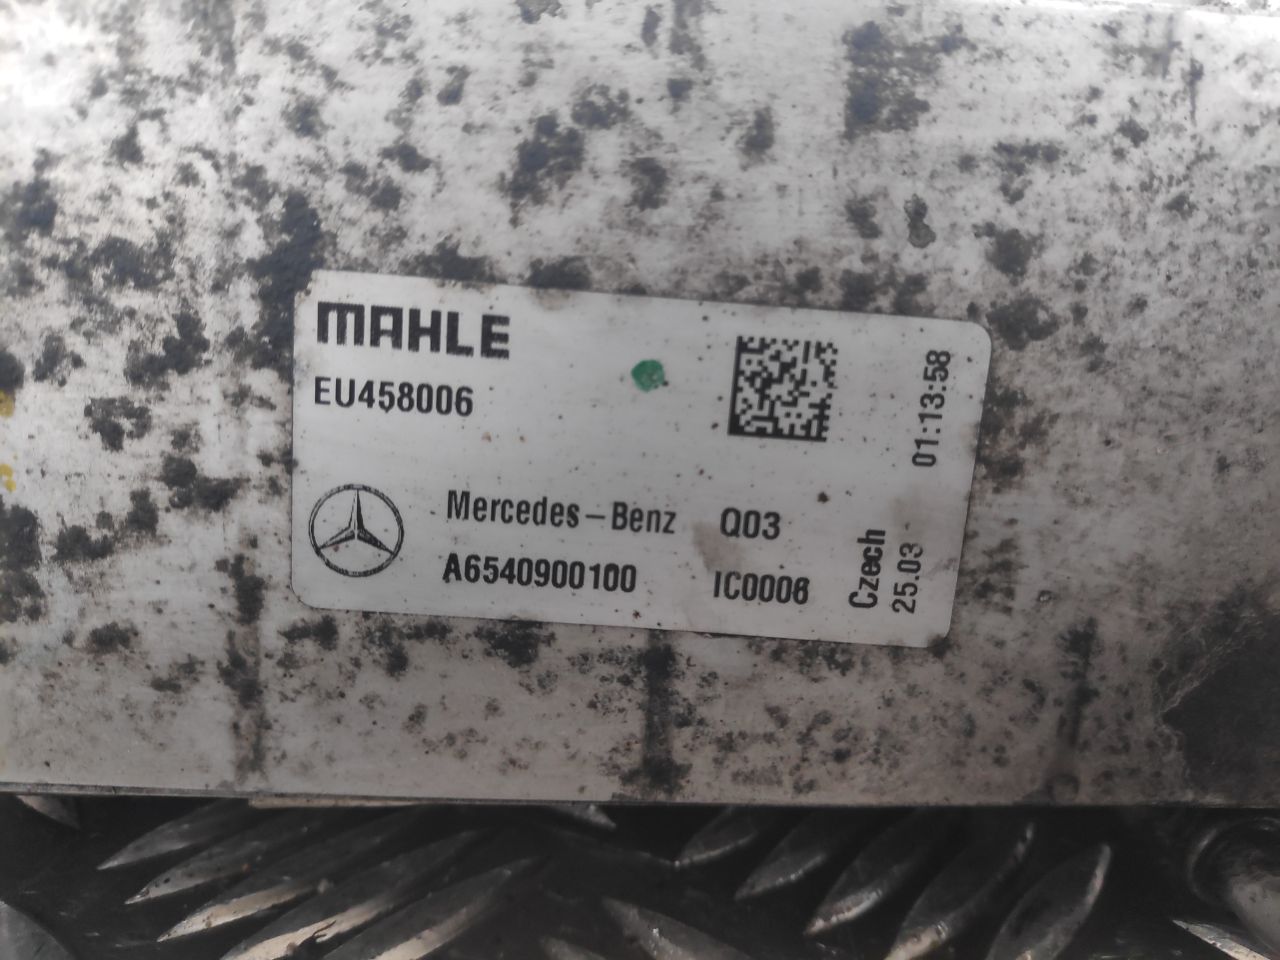 MAHLE
EU458006
Mercedes-Benz Q03
A6540900100 IC0006
Czech
25.03
01:13:58